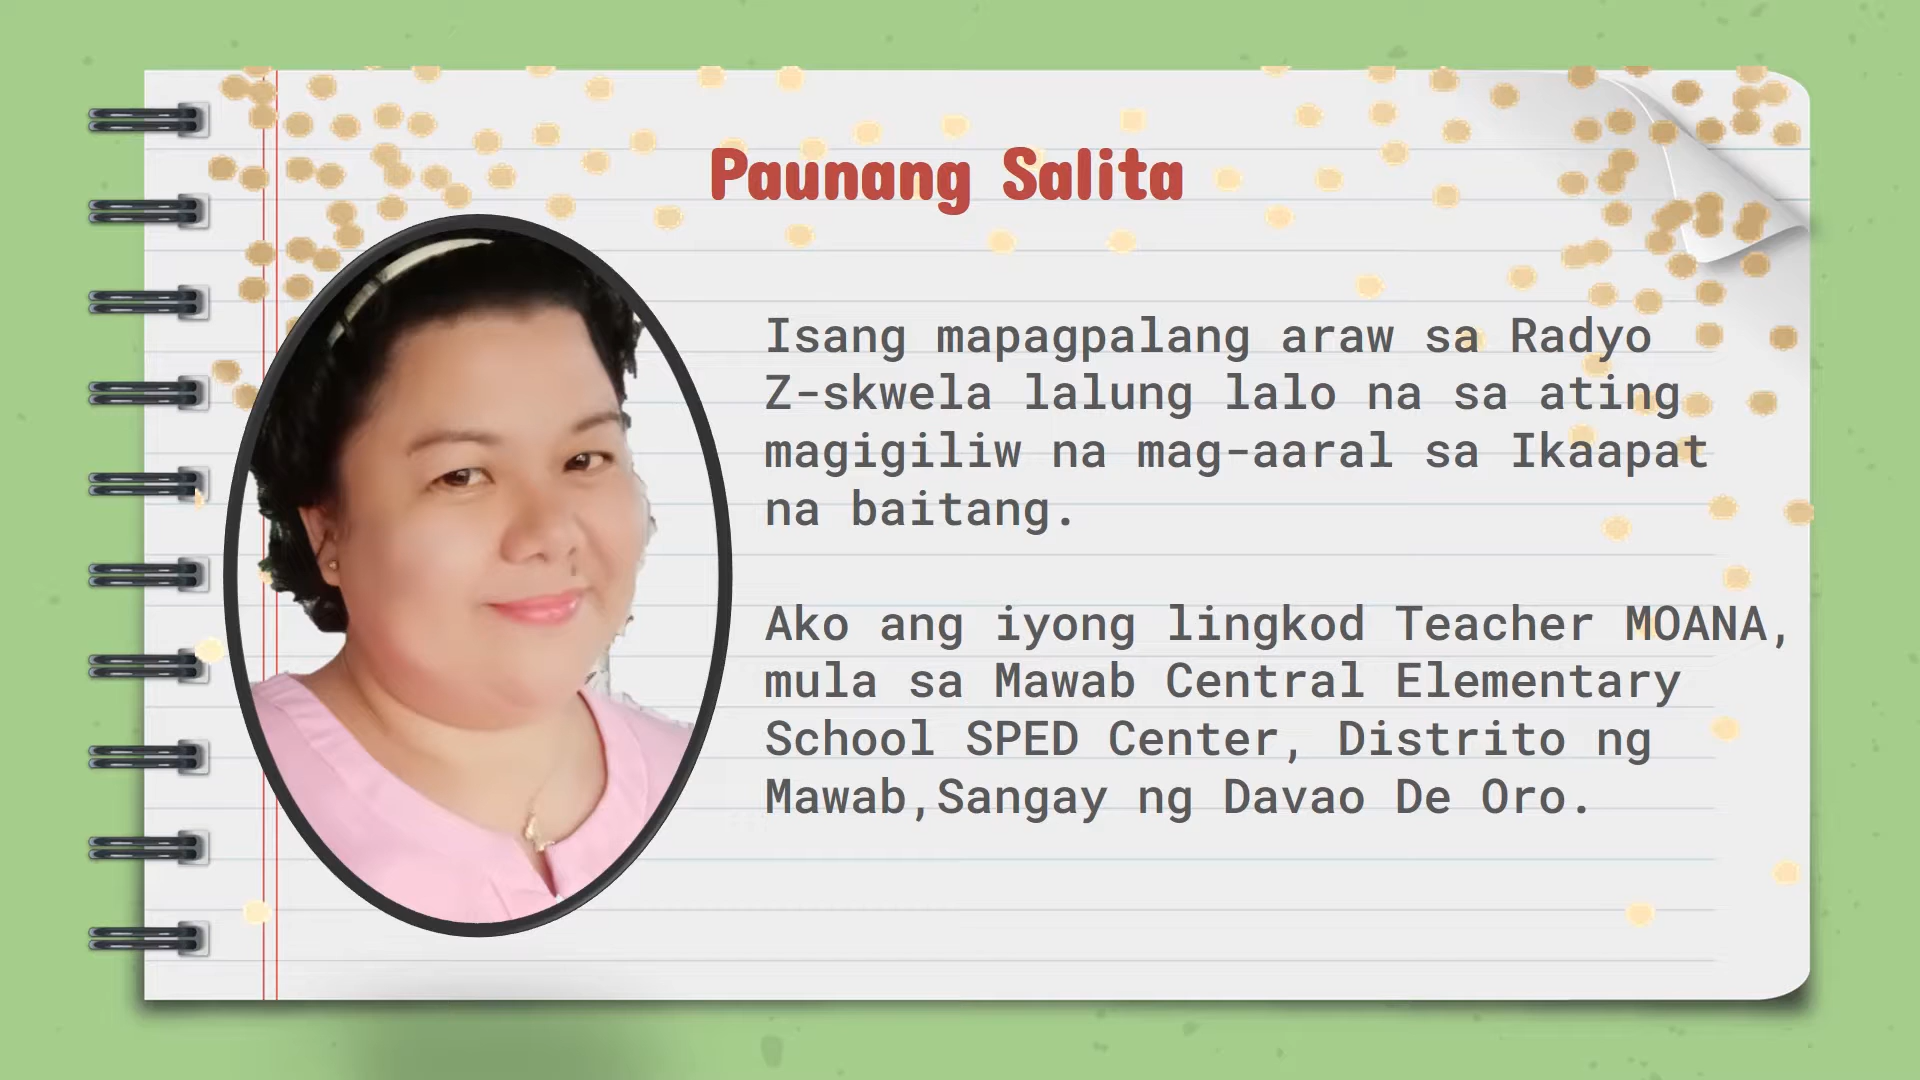 Paunang Salita
Isang mapagpalang araw sa Radyo
Z-skwela lalung lalo na sa ating
magigiliw na mag-aaral sa Ikaapat
na baitang.
Ako ang iyong lingkod Teacher MOANA,
mula sa Mawab Central Elementary
School SPED Center, Distrito ng
Mawab,Sangay ng Davao De Oro.